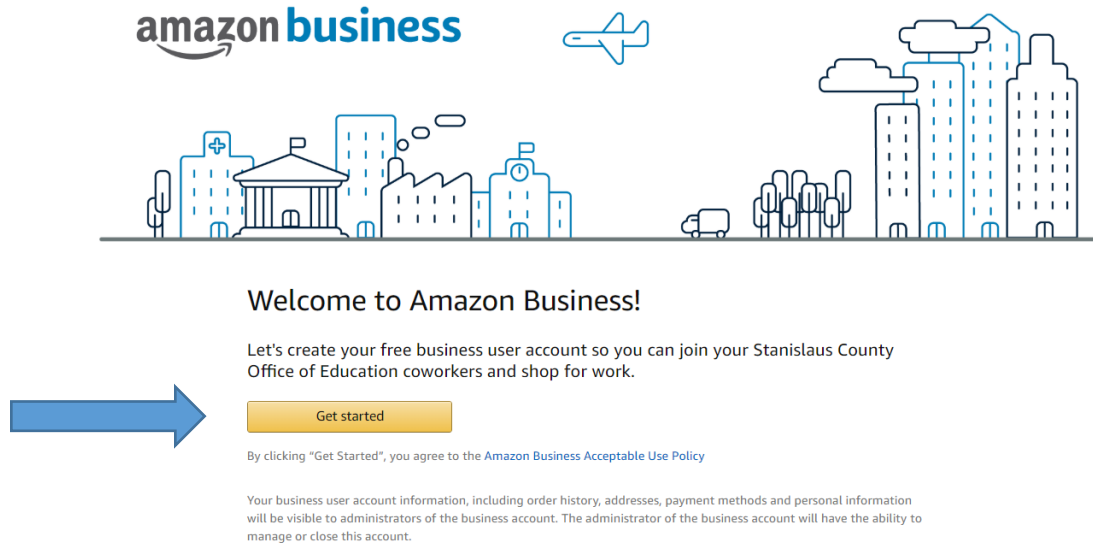 amazon business
Welcome to Amazon Business!
Let's create your free business user account so you can join your Stanislaus County
Office of Education coworkers and shop for work.
Get started
By clicking "Get Started", you agree to the Amazon Business Acceptable Use Policy
Your business user account information, including order history, addresses, payment methods and personal information
will be visible to administrators of the business account. The administrator of the business account will have the ability to
manage or close this account.